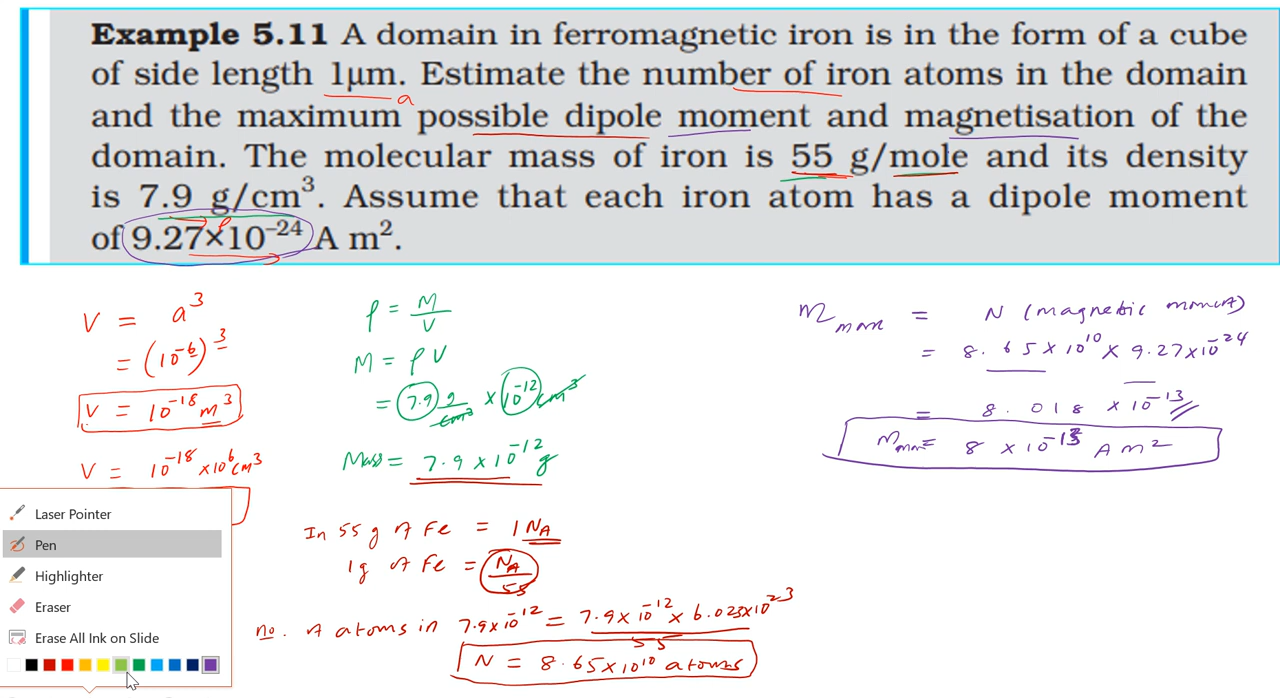 Example 5.11 A domain in ferromagnetic iron is in the form of a cube
of side length 1μm. Estimate the number of iron atoms in the domain
and the maximum possible dipole moment and magnetisation of the
domain. The molecular mass of iron is 55 g/mole and its density
is 7.9 g/cm³. Assume that each iron atom has a dipole moment
of 9.27×10⁻²⁴ A m².
a
ρ
V = a³
= (10⁻⁶)³
V = 10⁻¹⁸ m³
V = 10⁻¹⁸ × 10⁶ cm³
ρ = M/V
M = ρ V
= 7.9 g/cm³ × 10⁻¹² cm³
Mass = 7.9 × 10⁻¹² g
In 55 g of Fe = 1 N_A
1g of Fe = N_A/55
no. of atoms in 7.9×10⁻¹² = 7.9 × 10⁻¹² × 6.023×10²³/55
N = 8.65×10¹⁰ atoms
m_max = N (magnetic moment)
= 8.65×10¹⁰ × 9.27×10⁻²⁴
= 8.018 × 10⁻¹³
m_max = 8 × 10⁻¹³ A m²
Laser Pointer
Pen
Highlighter
Eraser
Erase All Ink on Slide